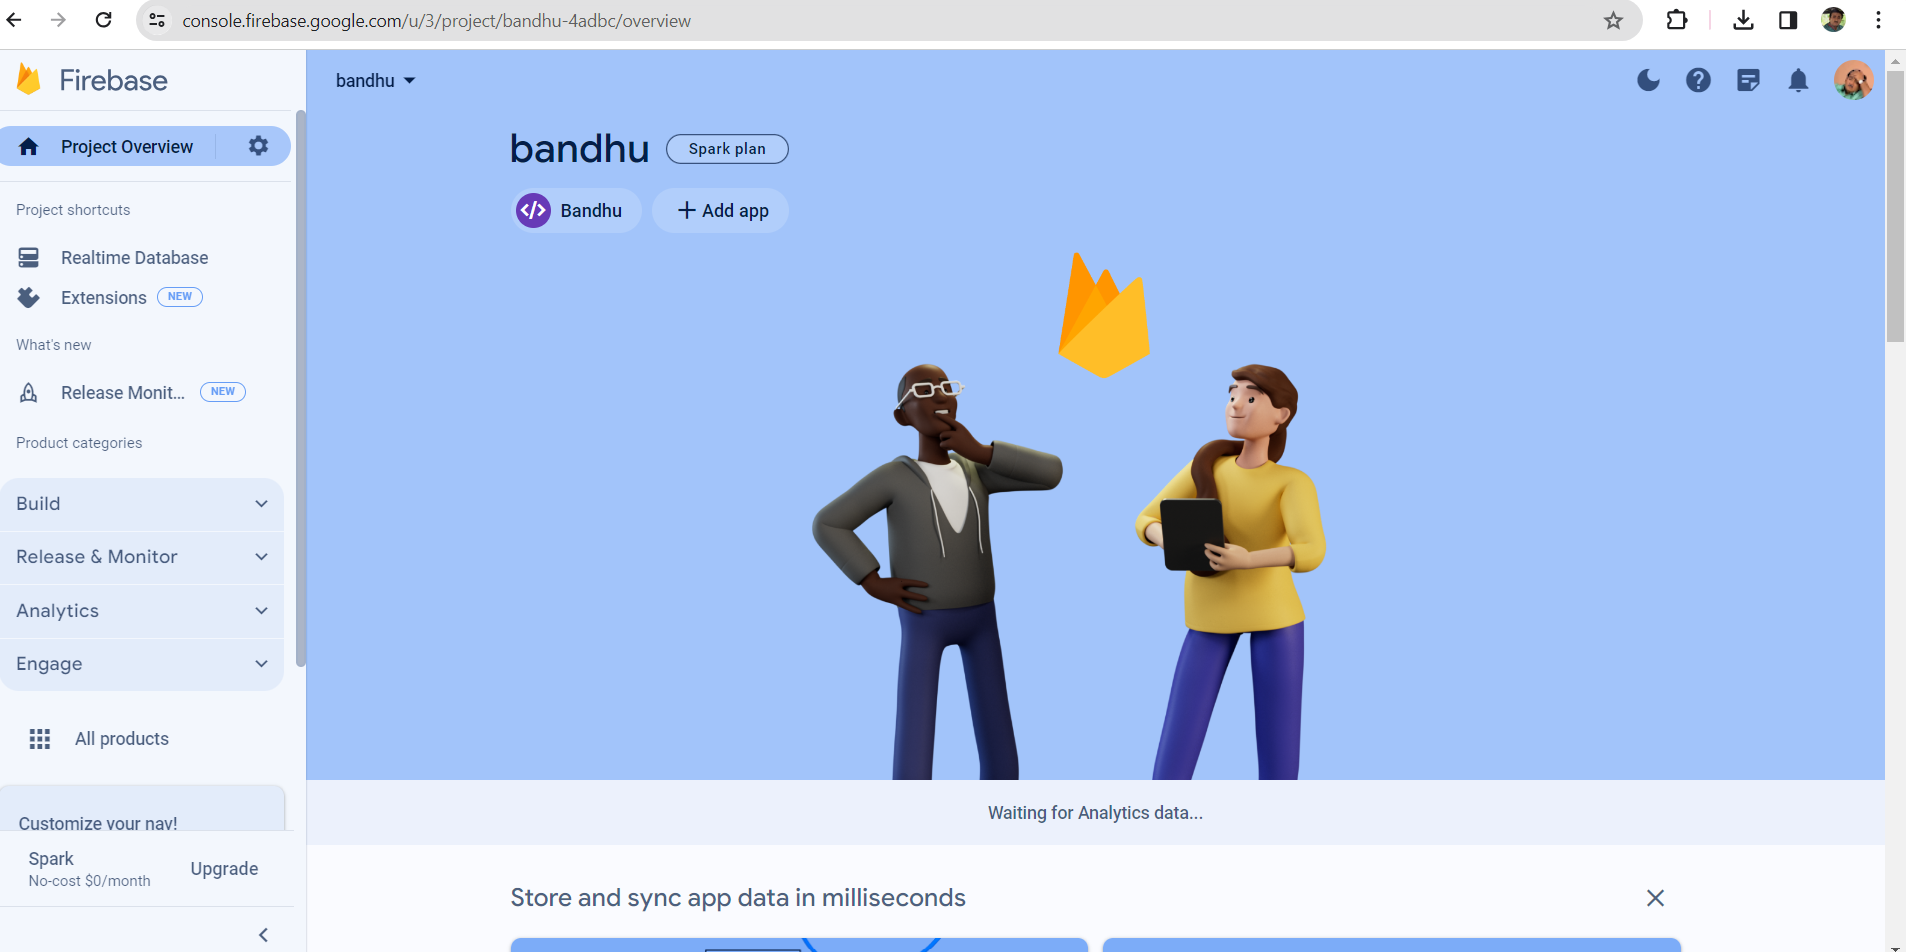 console.firebase.google.com/u/3/project/bandhu-4adbc/overview
Firebase
bandhu
Project Overview
bandhu
Spark plan
Bandhu
Add app
Project shortcuts
Realtime Database
Extensions NEW
What's new
Release Monit... NEW
Product categories
Build
Release & Monitor
Analytics
Engage
All products
Customize your nav!
Spark
No-cost $0/month
Upgrade
Waiting for Analytics data...
Store and sync app data in milliseconds